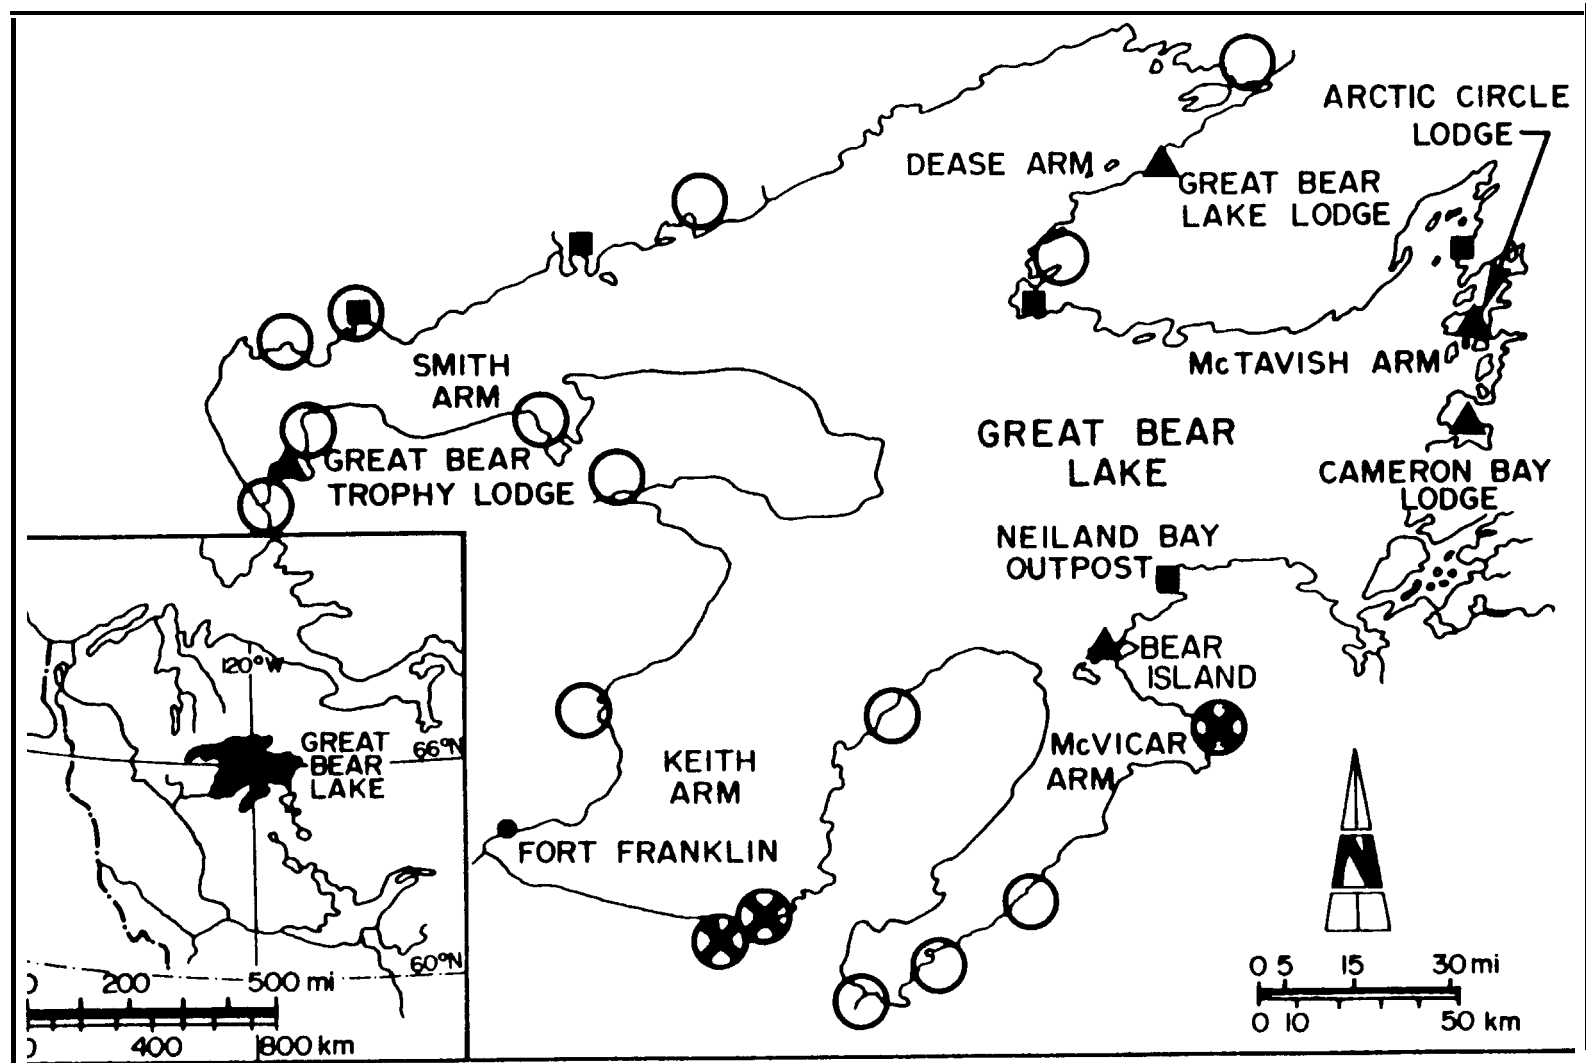 ARCTIC CIRCLE
LODGE
DEASE ARM
GREAT BEAR
LAKE LODGE
SMITH
ARM
McTAVISH ARM
GREAT BEAR
LAKE
GREAT BEAR
TROPHY LODGE
CAMERON BAY
LODGE
NEILAND BAY
OUTPOST
BEAR
ISLAND
McVICAR
ARM
KEITH
ARM
FORT FRANKLIN
120°W
GREAT
BEAR
LAKE
66°N
60°N
0 200 500 mi
0 400 800 km
N
0 5 15 30 mi
0 10 50 km